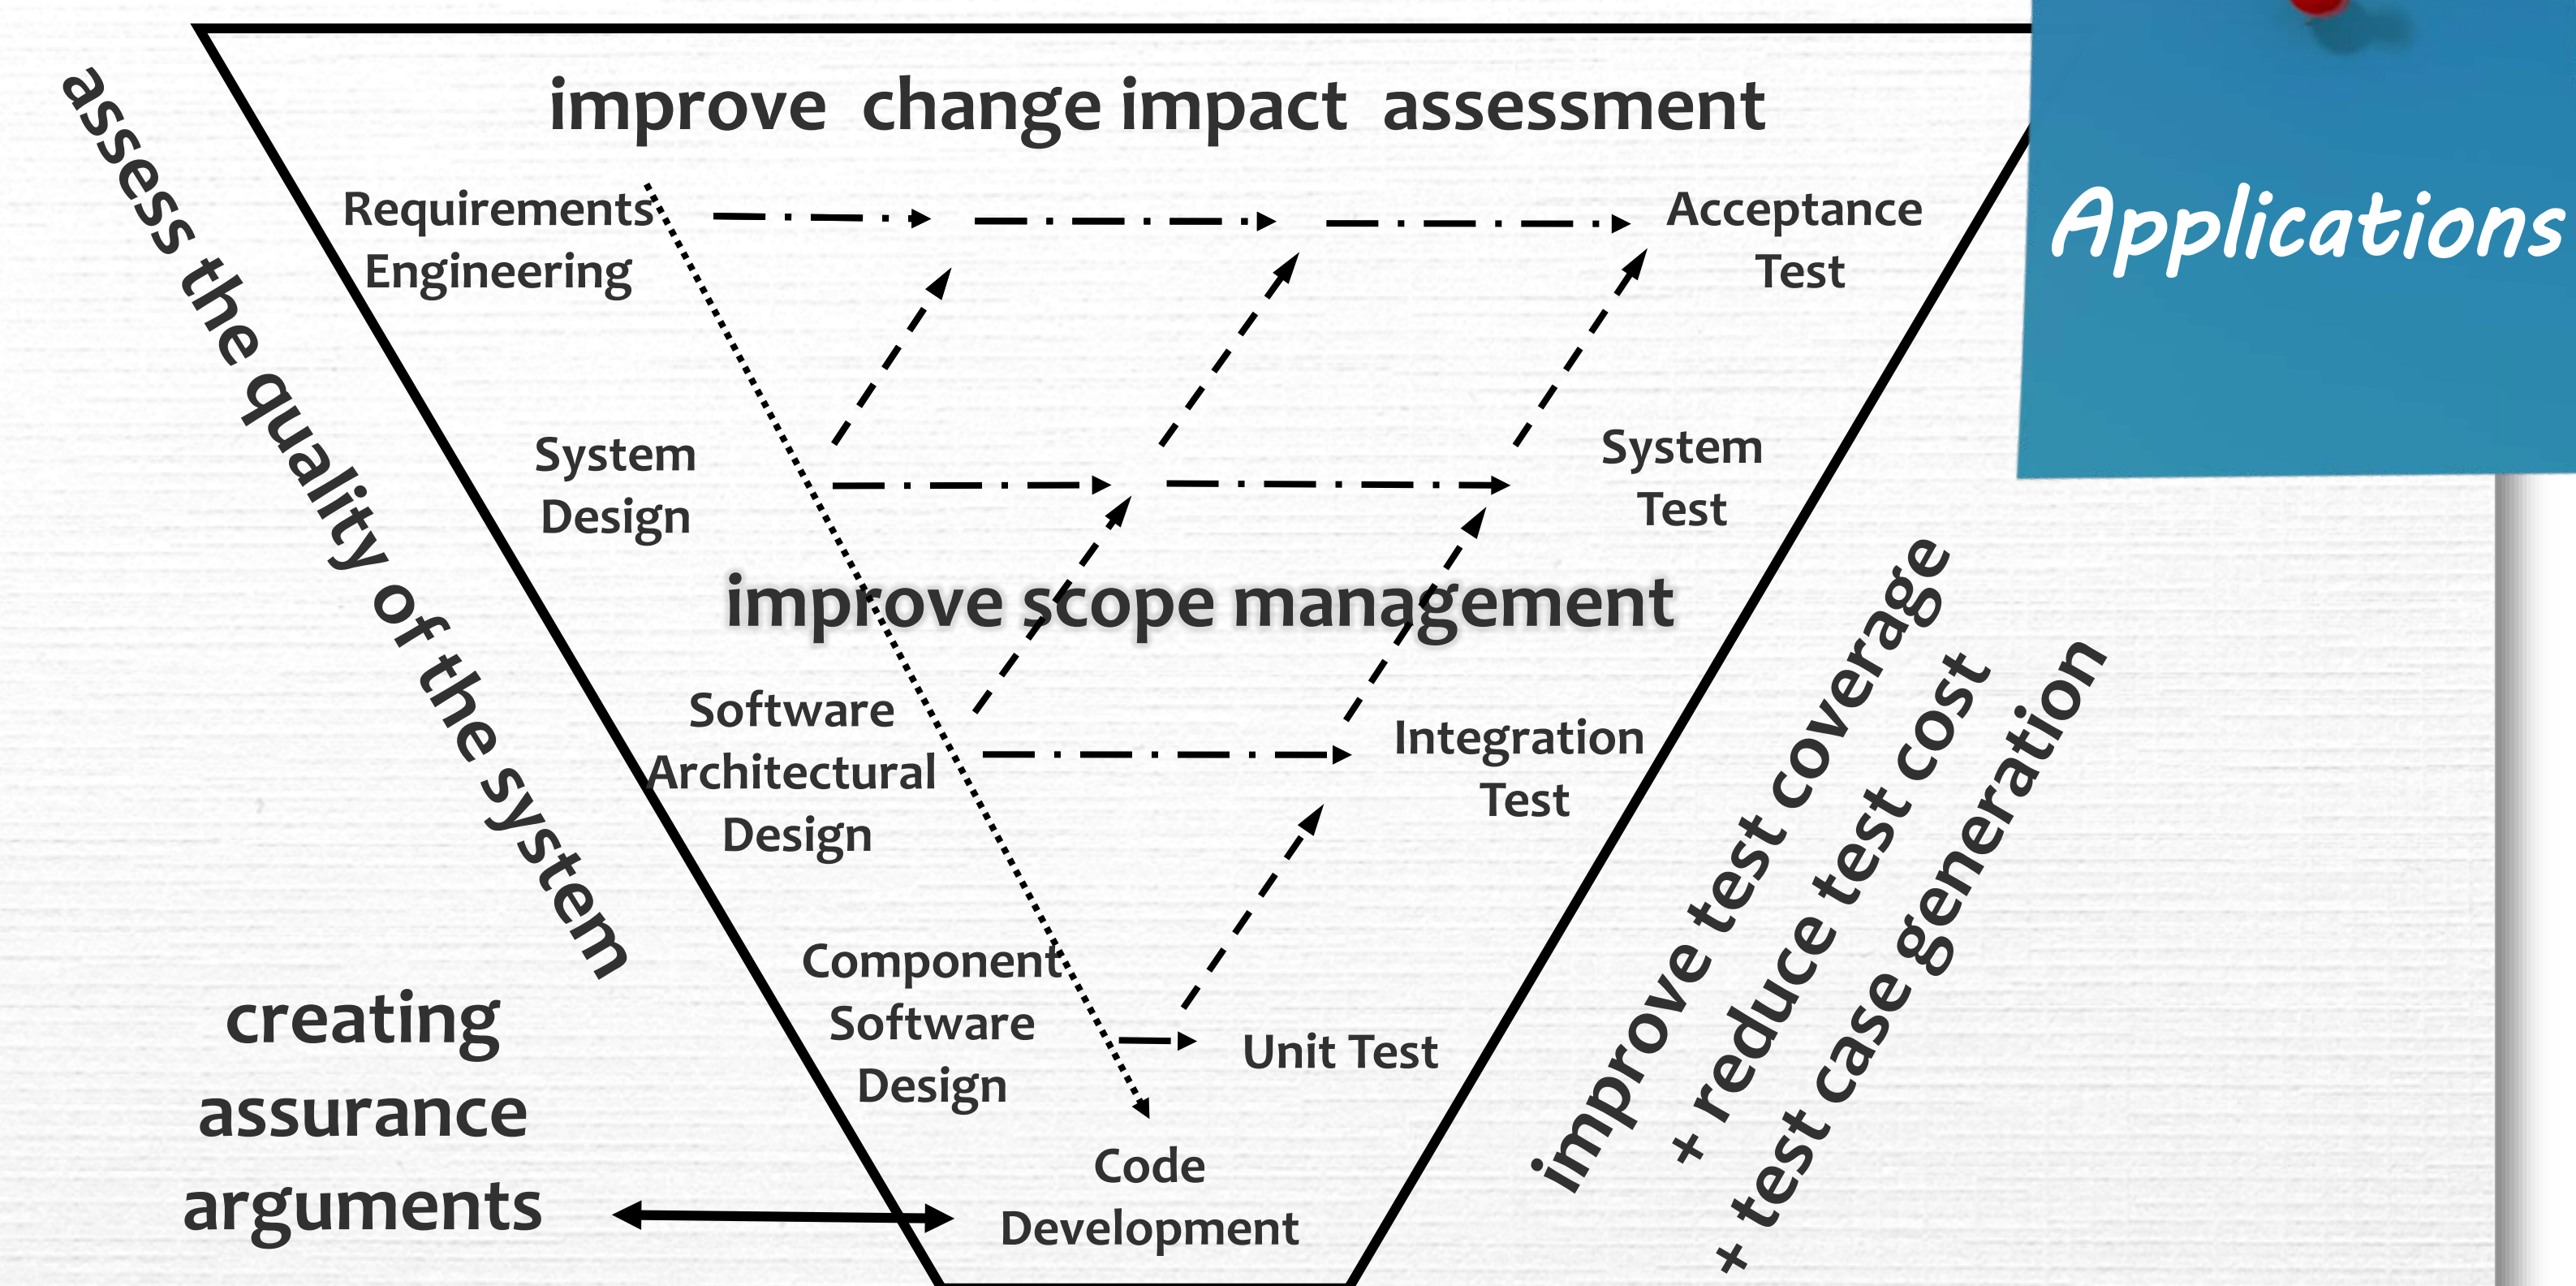 improve change impact assessment
Applications
assess the quality of the system
Requirements
Engineering
Acceptance
Test
System
Design
System
Test
improve scope management
Software
Architectural
Design
Integration
Test
improve test coverage
+ reduce test cost
+ test case generation
Component
Software
Design
Unit Test
creating
assurance
arguments
Code
Development